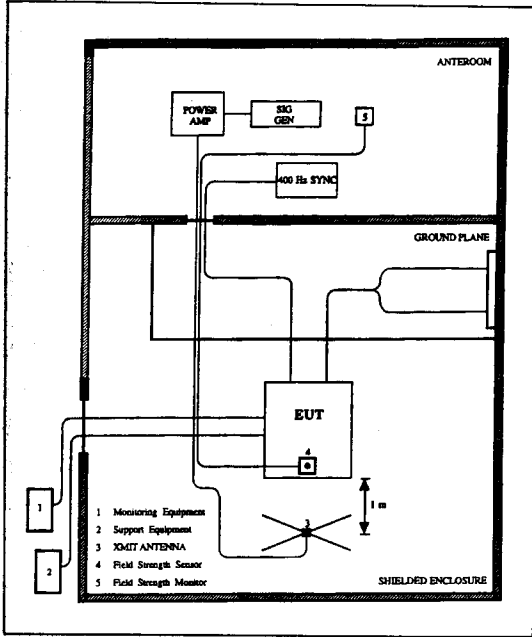 ANTEROOM
POWER AMP
SIG GEN
5
400 Hz SYNC
GROUND PLANE
EUT
4
1 m
3
1
2
1 Monitoring Equipment
2 Support Equipment
3 XMIT ANTENNA
4 Field Strength Sensor
5 Field Strength Monitor
SHIELDED ENCLOSURE